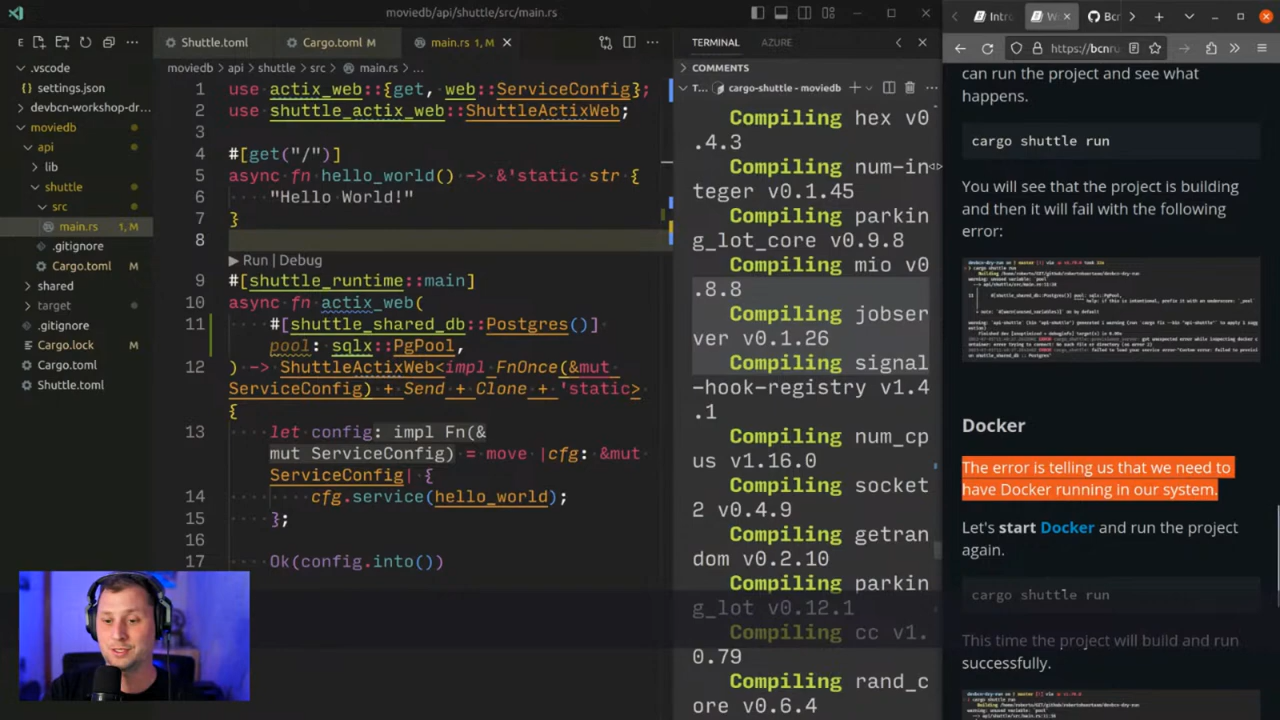 moviedb/api/shuttle/src/main.rs
E
Shuttle.toml
Cargo.toml M
main.rs 1, M
TERMINAL
AZURE
Intro
Bcr
https://bcnru
.vscode
settings.json
devbcn-workshop-dr...
moviedb
api
lib
shuttle
src
main.rs 1, M
.gitignore
Cargo.toml M
shared
target
.gitignore
Cargo.lock M
Cargo.toml
Shuttle.toml
moviedb > api > shuttle > src > main.rs > ...
1 use actix_web::{get, web::ServiceConfig};
2 use shuttle_actix_web::ShuttleActixWeb;
3
4 #[get("/")]
5 async fn hello_world() -> &'static str {
6 "Hello World!"
7 }
8
Run | Debug
9 #[shuttle_runtime::main]
10 async fn actix_web(
11 #[shuttle_shared_db::Postgres()]
pool: sqlx::PgPool,
12 ) -> ShuttleActixWeb<impl FnOnce(&mut
ServiceConfig) + Send + Clone + 'static>
{
13 let config: impl Fn(&
mut ServiceConfig) = move |cfg: &mut
ServiceConfig| {
14 cfg.service(hello_world);
15 };
16
17 Ok(config.into())
COMMENTS
T... cargo-shuttle - moviedb
Compiling hex v0
.4.3
Compiling num-in
teger v0.1.45
Compiling parkin
g_lot_core v0.9.8
Compiling mio v0
.8.8
Compiling jobser
ver v0.1.26
Compiling signal
-hook-registry v1.4
.1
Compiling num_cp
us v1.16.0
Compiling socket
2 v0.4.9
Compiling getran
dom v0.2.10
Compiling parkin
g_lot v0.12.1
Compiling cc v1.
0.79
Compiling rand_c
ore v0.6.4
can run the project and see what
happens.
cargo shuttle run
You will see that the project is building
and then it will fail with the following
error:
Docker
The error is telling us that we need to
have Docker running in our system.
Let's start Docker and run the project
again.
cargo shuttle run
This time the project will build and run
successfully.